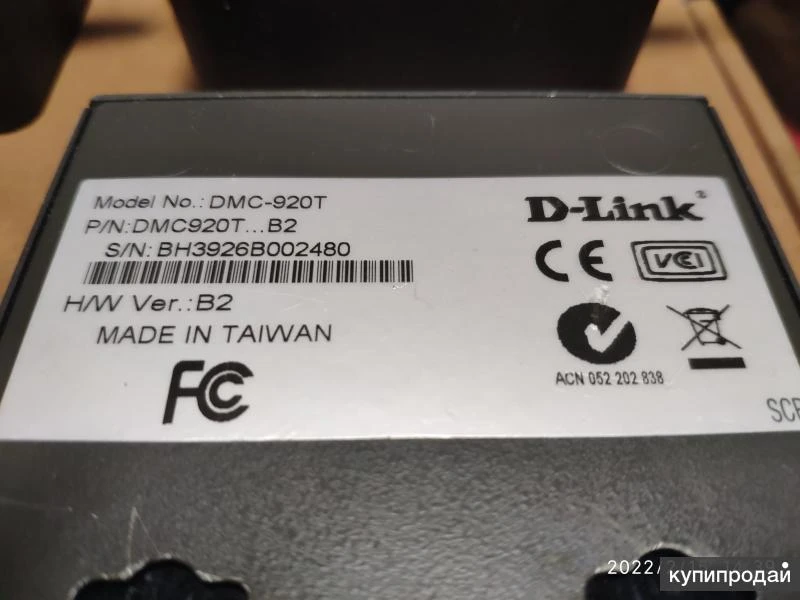 Model No.: DMC-920T
P/N:DMC920T...B2
S/N: BH3926B002480
H/W Ver.:B2
MADE IN TAIWAN
FC
D-Link®
CE
VCI
ACN 052 202 838
2022/
купипродай